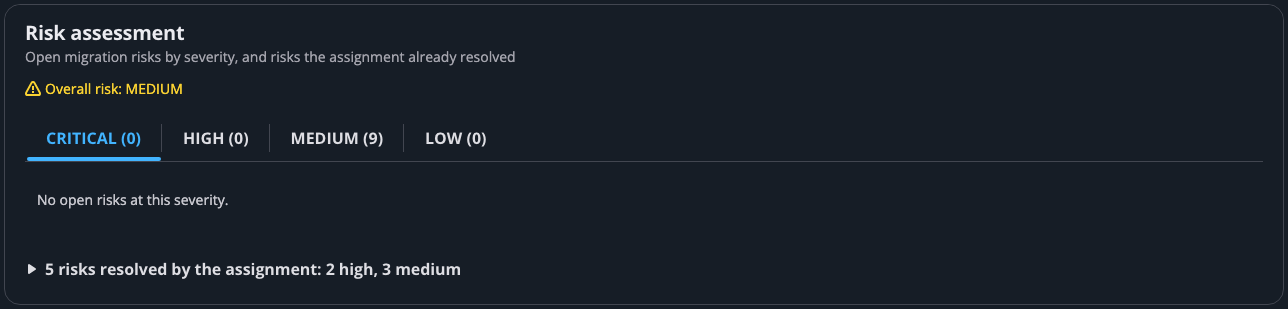 Risk assessment
Open migration risks by severity, and risks the assignment already resolved
Overall risk: MEDIUM
CRITICAL (0) HIGH (0) MEDIUM (9) LOW (0)
No open risks at this severity.
5 risks resolved by the assignment: 2 high, 3 medium